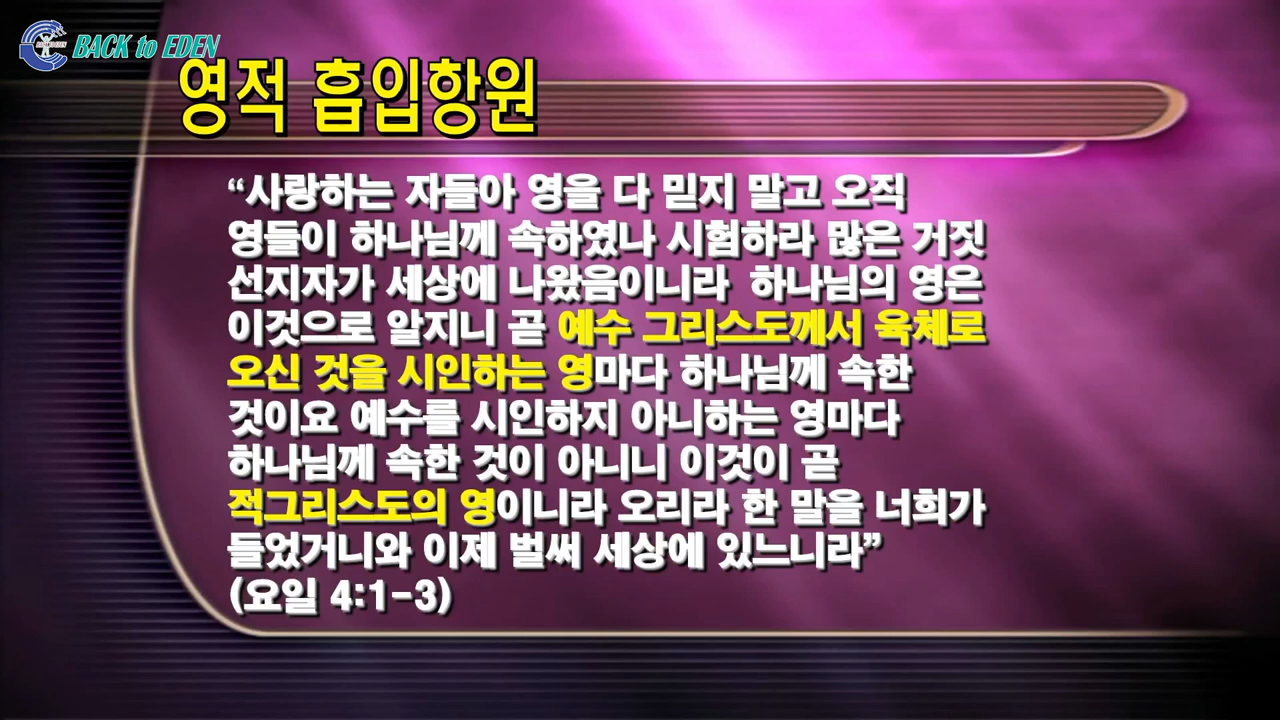 BACK to EDEN
영적 흡입항원
“사랑하는 자들아 영을 다 믿지 말고 오직
영들이 하나님께 속하였나 시험하라 많은 거짓
선지자가 세상에 나왔음이니라 하나님의 영은
이것으로 알지니 곧 예수 그리스도께서 육체로
오신 것을 시인하는 영마다 하나님께 속한
것이요 예수를 시인하지 아니하는 영마다
하나님께 속한 것이 아니니 이것이 곧
적그리스도의 영이니라 오리라 한 말을 너희가
들었거니와 이제 벌써 세상에 있느니라”
(요일 4:1-3)